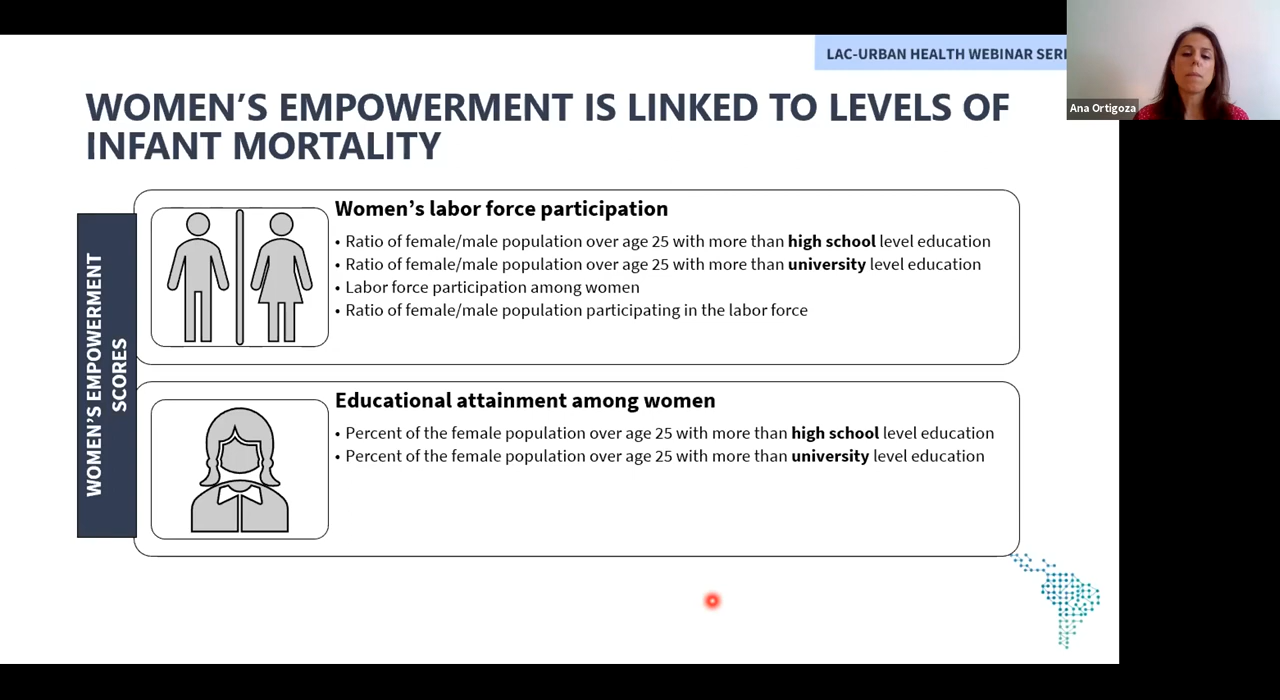 LAC-URBAN HEALTH WEBINAR SERI
Ana Ortigoza
WOMEN’S EMPOWERMENT IS LINKED TO LEVELS OF
INFANT MORTALITY
WOMEN’S EMPOWERMENT
SCORES
Women’s labor force participation
• Ratio of female/male population over age 25 with more than high school level education
• Ratio of female/male population over age 25 with more than university level education
• Labor force participation among women
• Ratio of female/male population participating in the labor force
Educational attainment among women
• Percent of the female population over age 25 with more than high school level education
• Percent of the female population over age 25 with more than university level education